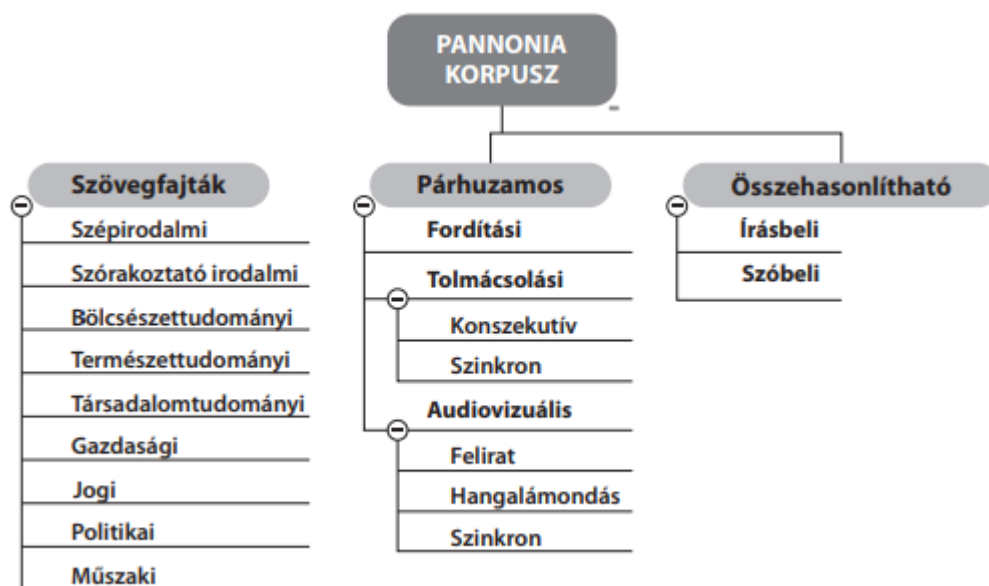 PANNONIA
KORPUSZ
Szövegfajták
Szépirodalmi
Szórakoztató irodalmi
Bölcsészettudományi
Természettudományi
Társadalomtudományi
Gazdasági
Jogi
Politikai
Műszaki
Párhuzamos
Fordítási
Tolmácsolási
Konszekutív
Szinkron
Audiovizuális
Felirat
Hangalámondás
Szinkron
Összehasonlítható
Írásbeli
Szóbeli